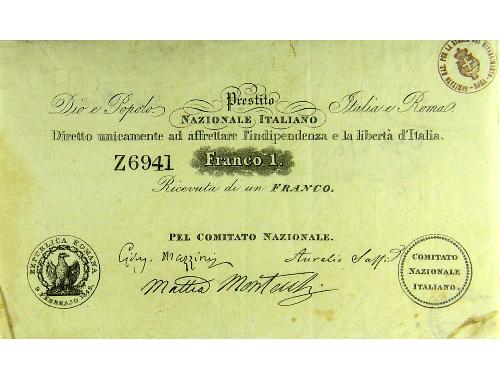 Prestito
Dio e Popolo Italia e Roma
NAZIONALE ITALIANO
Diretto unicamente ad affrettare l'indipendenza e la libertà d'Italia.
Z6941 Franco 1.
Ricevuta di un FRANCO.
PEL COMITATO NAZIONALE.
Gius. Mazzini Aurelio Saffi
Mattia Montecchi
REPUBLICA ROMANA
9 FEBBRAIO 1849.
COMITATO
NAZIONALE
ITALIANO.